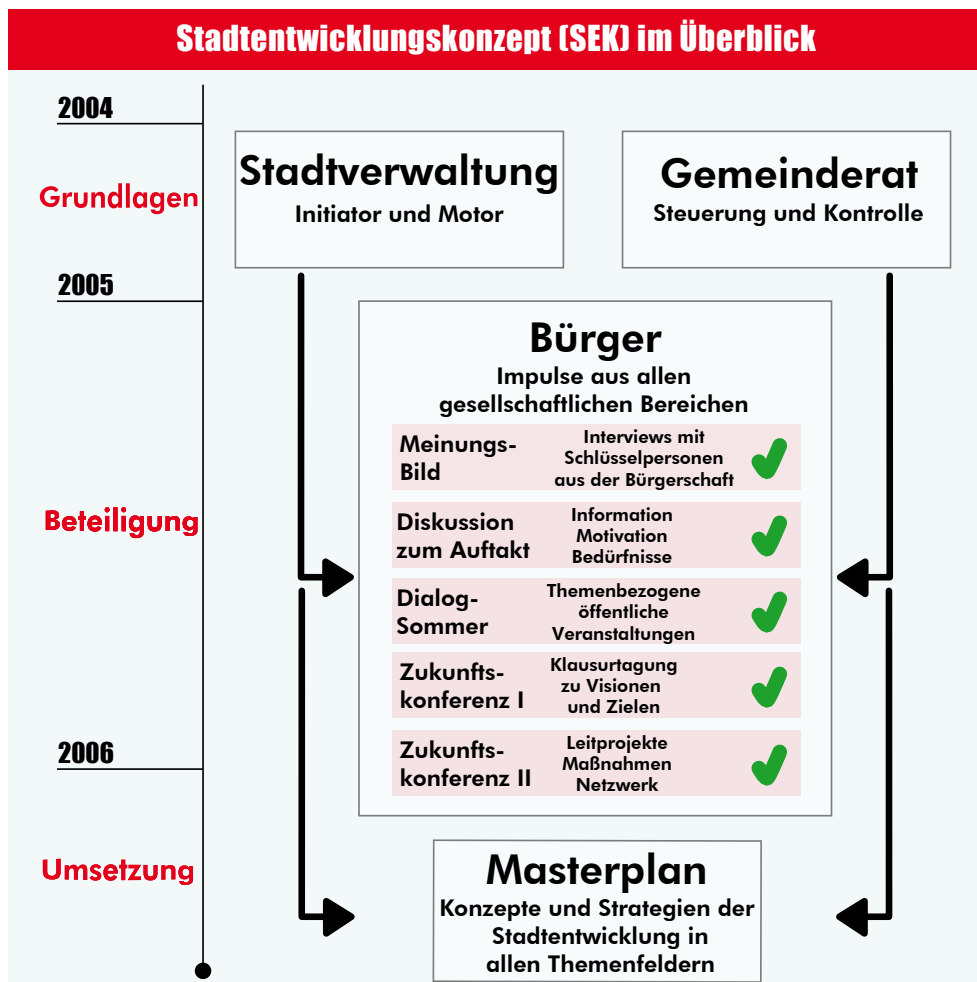 Stadtentwicklungskonzept (SEK) im Überblick
2004
Grundlagen
Stadtverwaltung
Initiator und Motor
Gemeinderat
Steuerung und Kontrolle
2005
Beteiligung
Bürger
Impulse aus allen
gesellschaftlichen Bereichen
Meinungs-
Bild
Interviews mit
Schlüsselpersonen
aus der Bürgerschaft
Diskussion
zum Auftakt
Information
Motivation
Bedürfnisse
Dialog-
Sommer
Themenbezogene
öffentliche
Veranstaltungen
Zukunfts-
konferenz I
Klausurtagung
zu Visionen
und Zielen
Zukunfts-
konferenz II
Leitprojekte
Maßnahmen
Netzwerk
2006
Umsetzung
Masterplan
Konzepte und Strategien der
Stadtentwicklung in
allen Themenfeldern